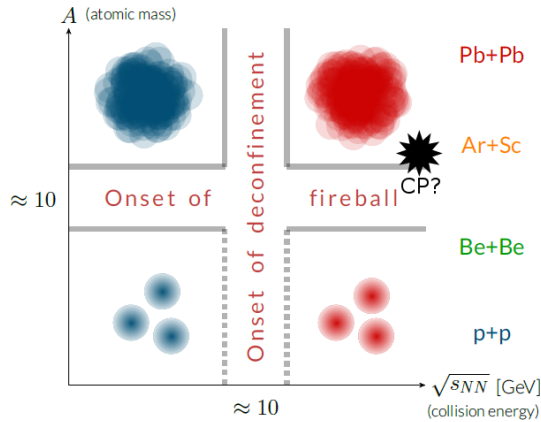 A (atomic mass)
Pb+Pb
Ar+Sc
CP?
≈ 10
Onset of fireball
Onset of deconfinement
Be+Be
p+p
√sNN [GeV]
≈ 10
(collision energy)